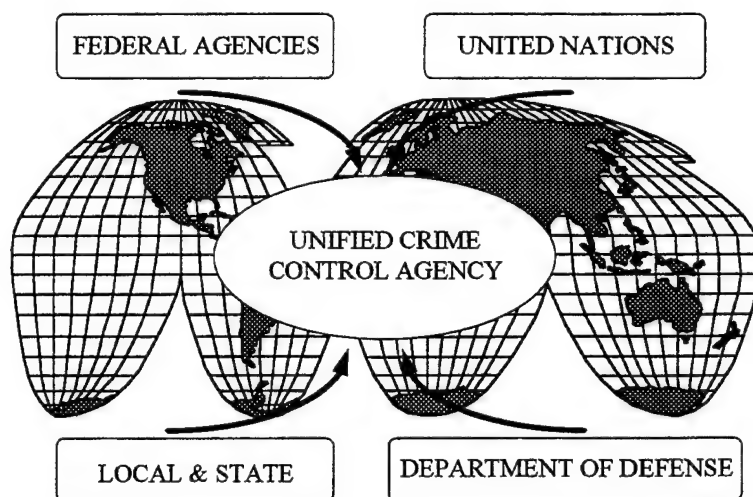 FEDERAL AGENCIES
UNITED NATIONS
UNIFIED CRIME
CONTROL AGENCY
LOCAL & STATE
DEPARTMENT OF DEFENSE